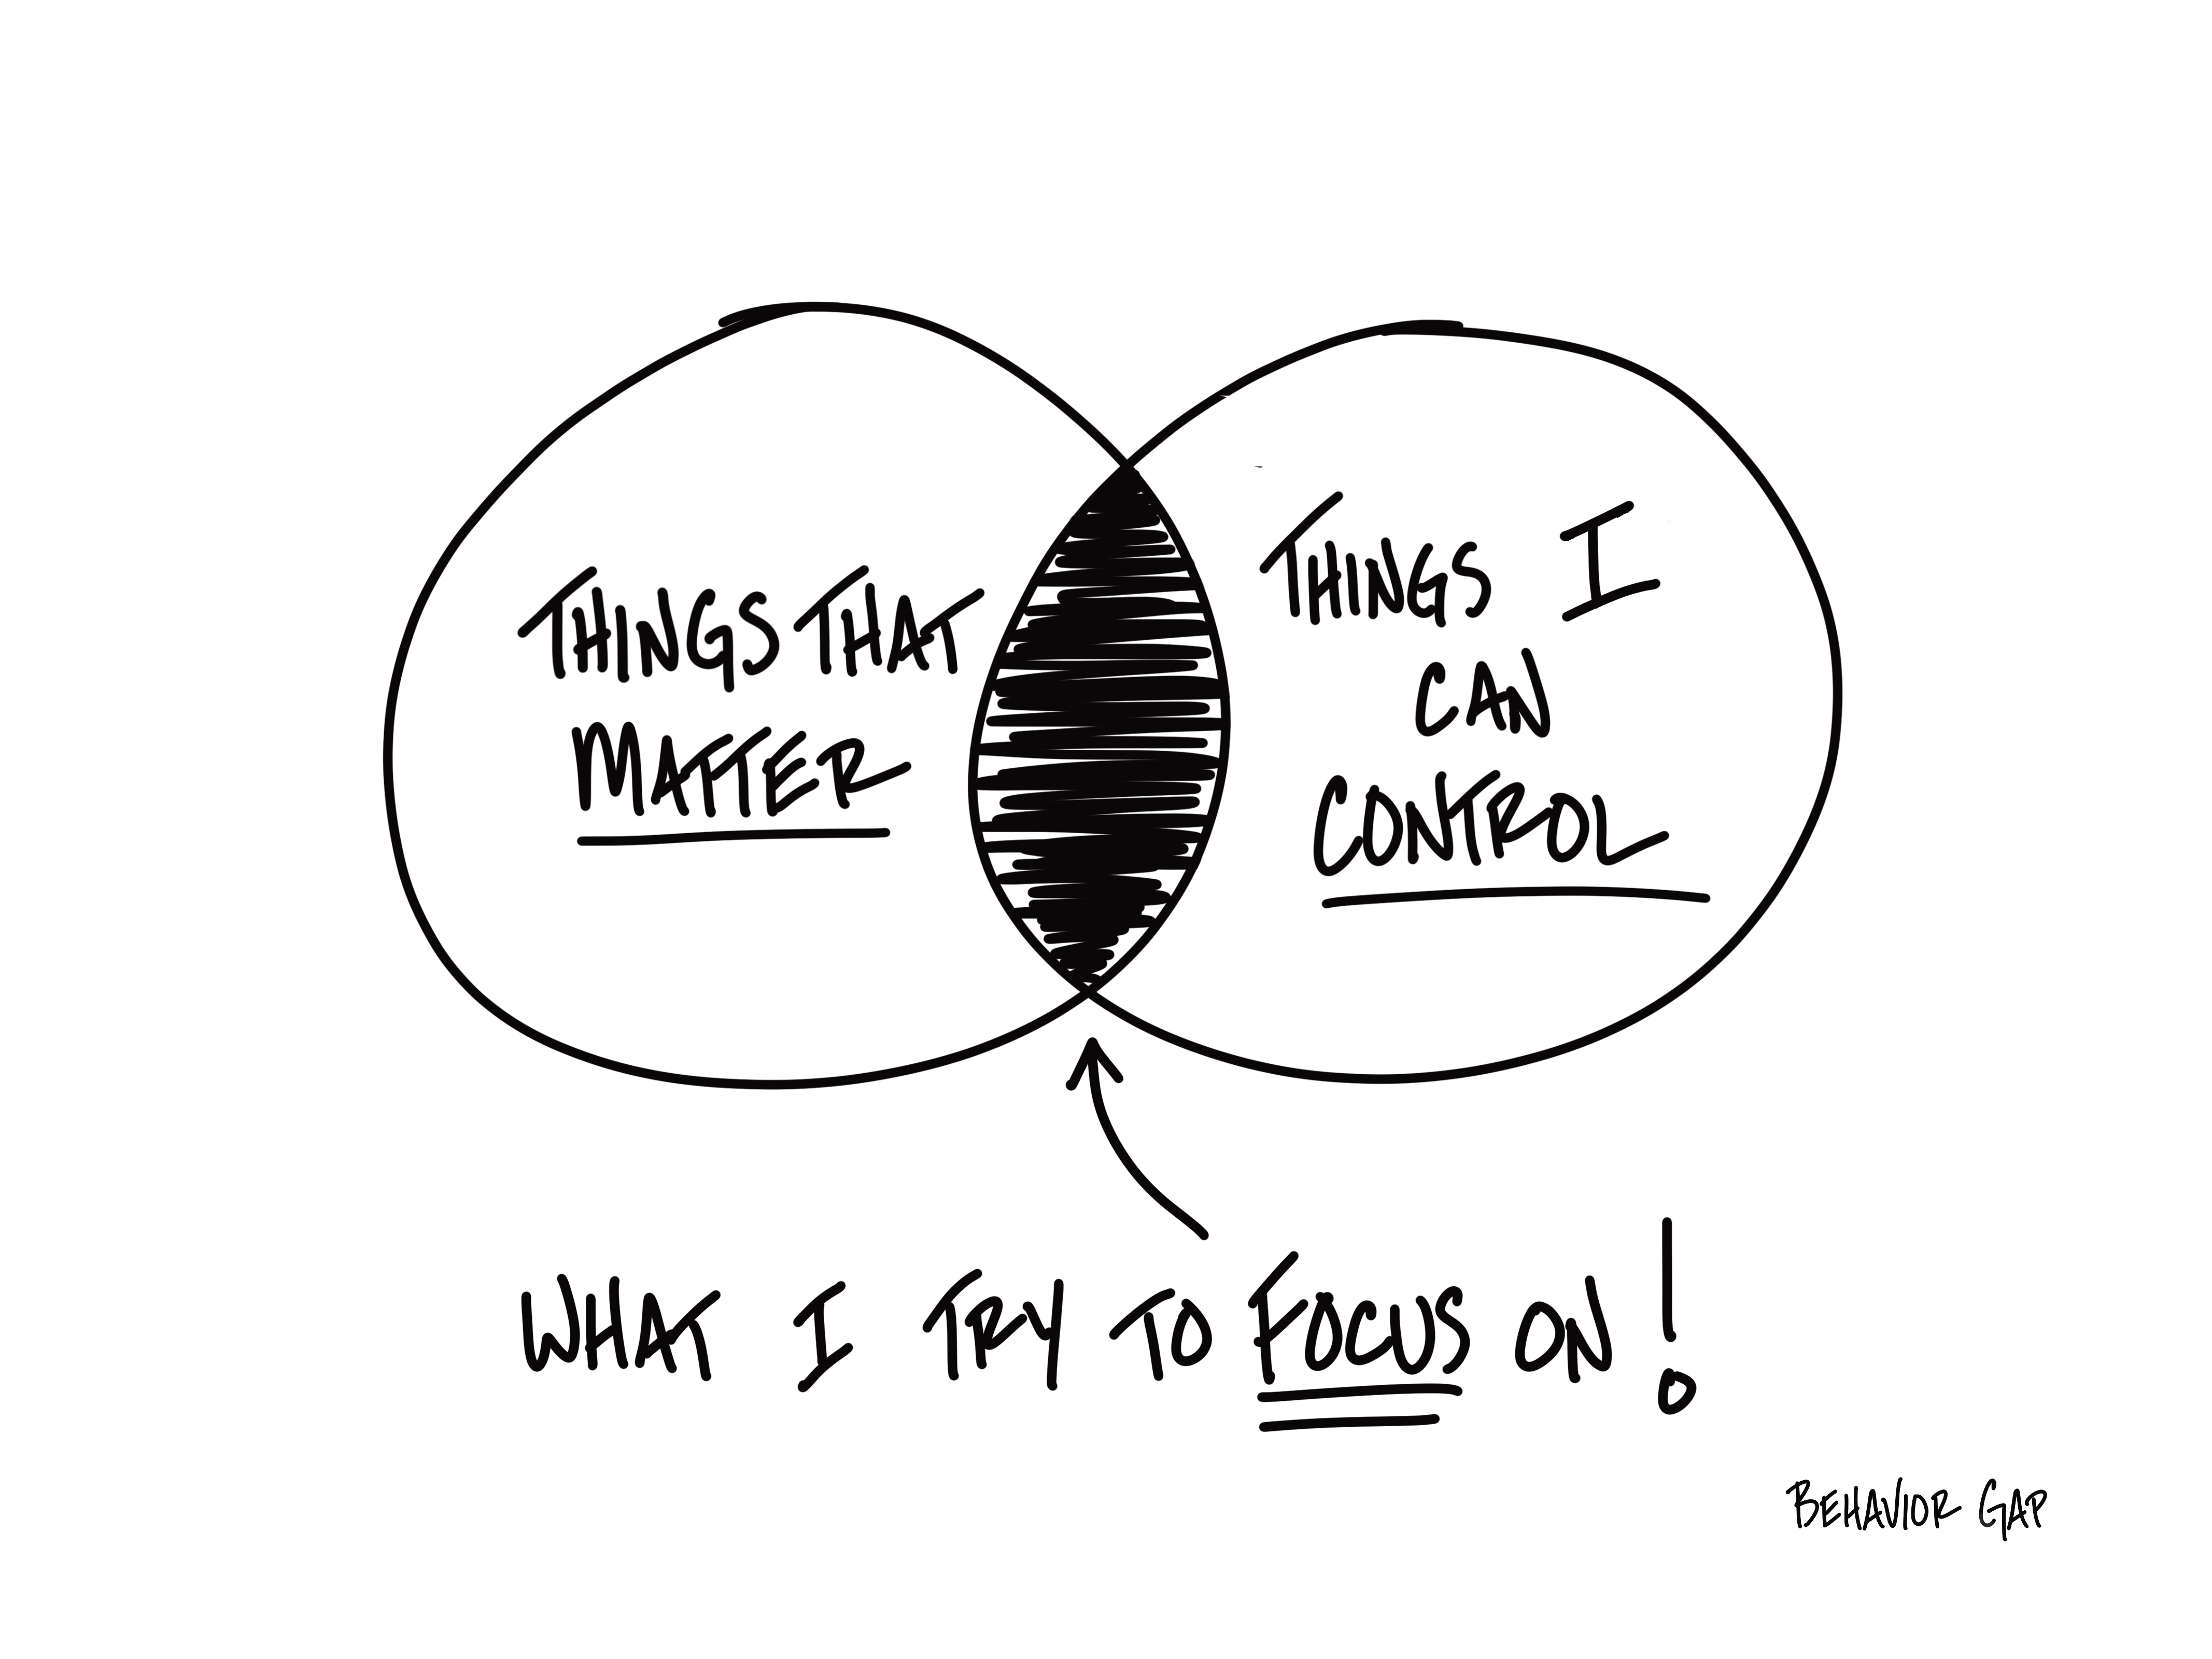 THINGS THAT
MATTER
THINGS I
CAN
CONTROL
WHAT I TRY TO FOCUS ON!
BEHAVIOR GAP